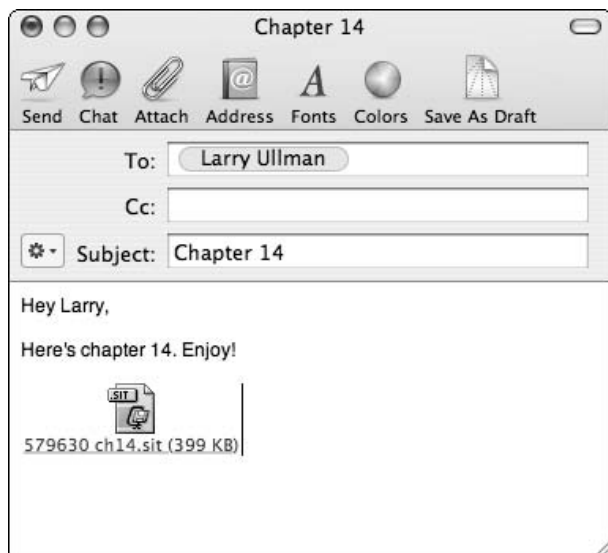 Chapter 14
Send Chat Attach Address Fonts Colors Save As Draft
To: Larry Ullman
Cc:
Subject: Chapter 14
Hey Larry,
Here's chapter 14. Enjoy!
.SIT
579630 ch14.sit (399 KB)